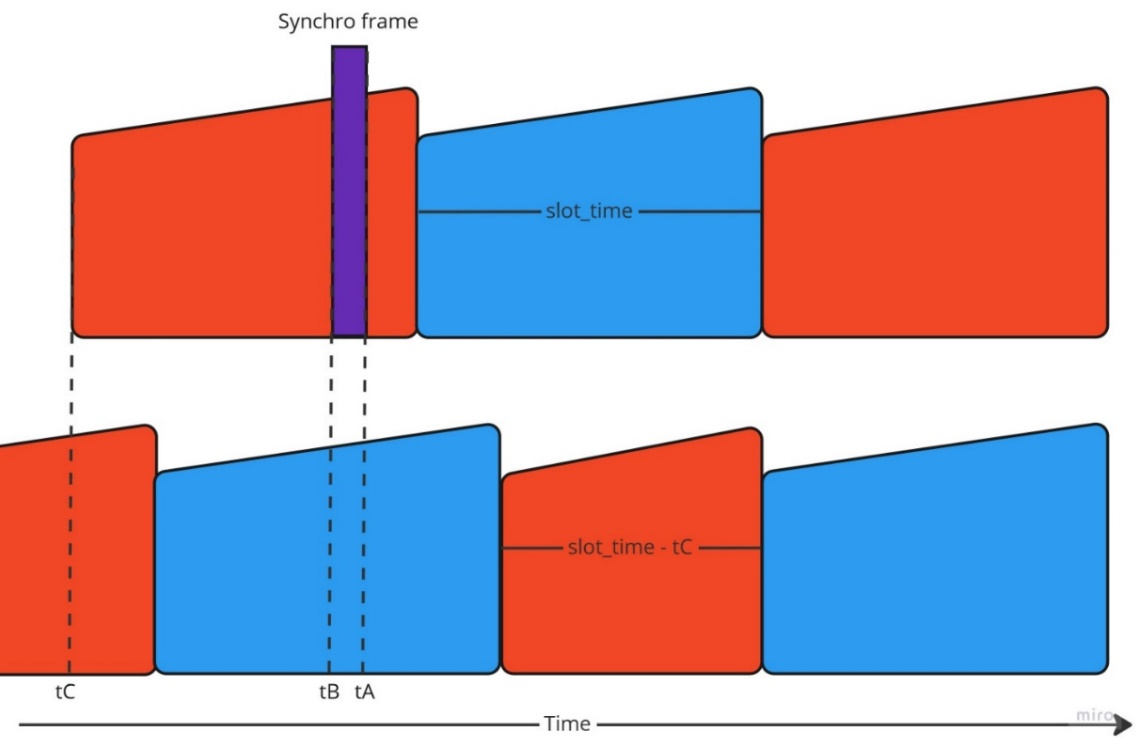 Synchro frame
slot_time
slot_time - tC
tC
tB
tA
Time
miro